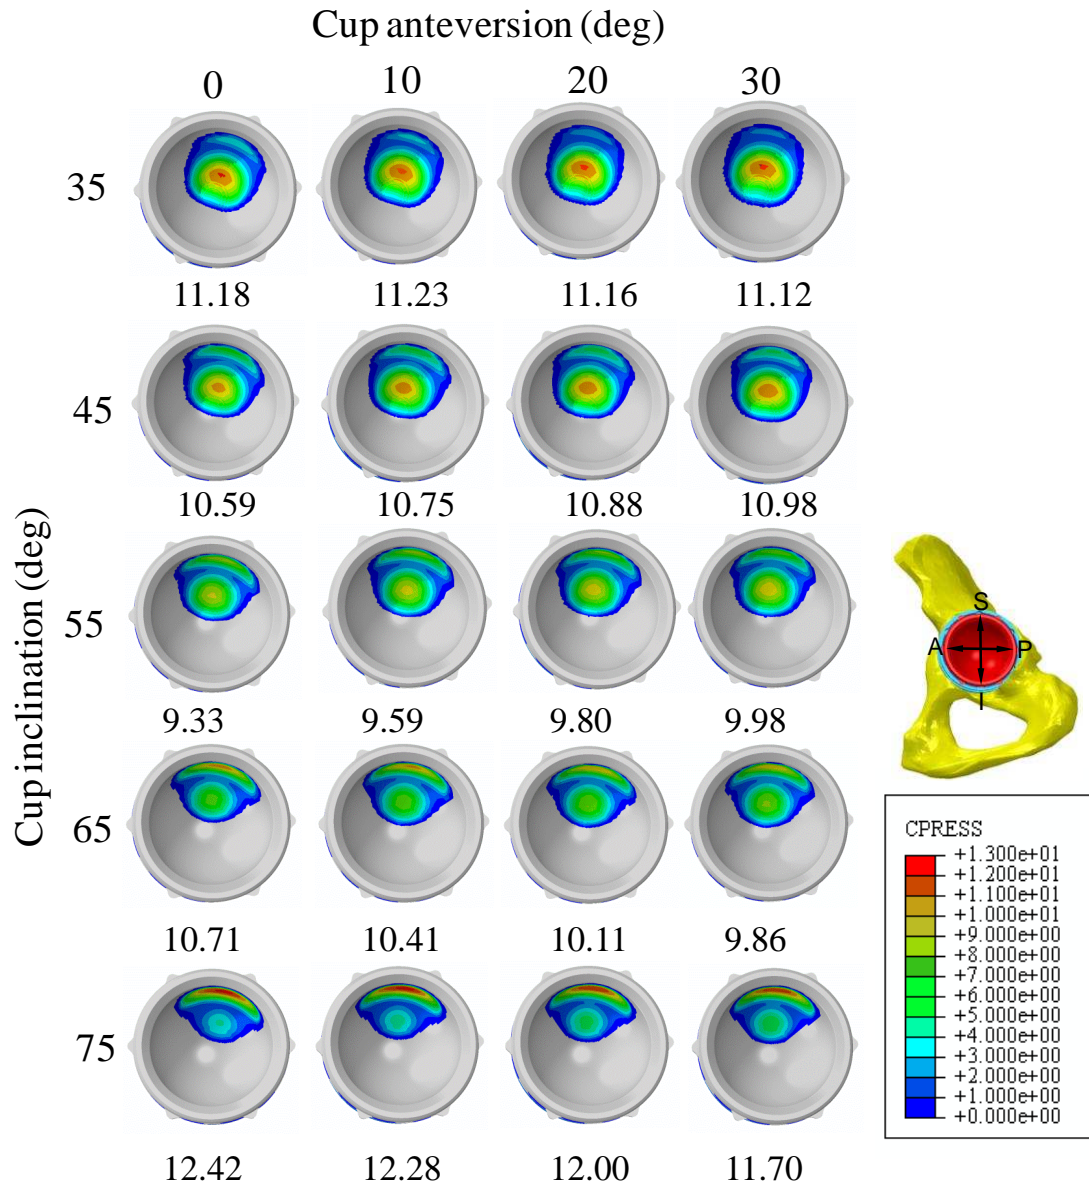 Cup anteversion (deg)
0 10 20 30
35
11.18 11.23 11.16 11.12
45
10.59 10.75 10.88 10.98
Cup inclination (deg)
55
9.33 9.59 9.80 9.98
65
10.71 10.41 10.11 9.86
75
12.42 12.28 12.00 11.70
S
A P
I
CPRESS
+1.300e+01
+1.200e+01
+1.100e+01
+1.000e+01
+9.000e+00
+8.000e+00
+7.000e+00
+6.000e+00
+5.000e+00
+4.000e+00
+3.000e+00
+2.000e+00
+1.000e+00
+0.000e+00